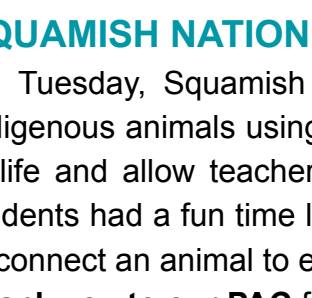 QUAMISH NATION
Tuesday, Squamish
digenous animals using
life and allow teacher
dents had a fun time l
connect an animal to e
to our PAC